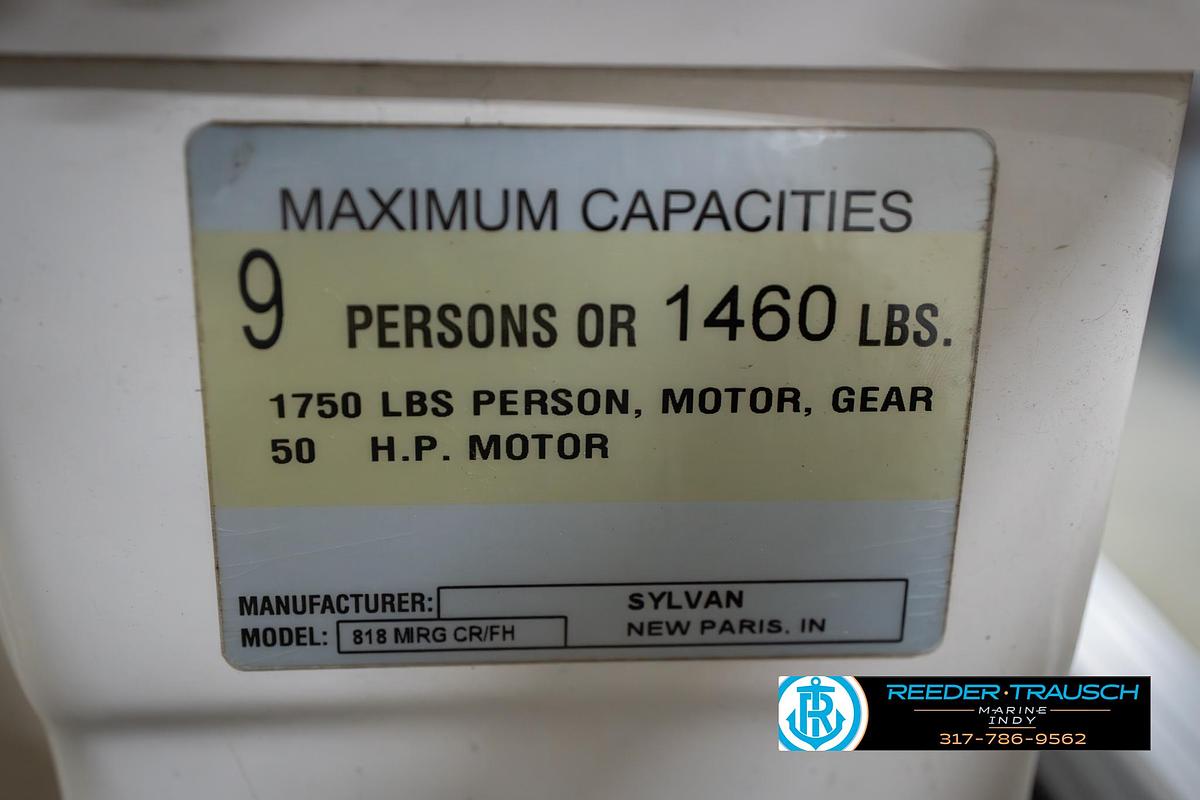 MAXIMUM CAPACITIES
9 PERSONS OR 1460 LBS.
1750 LBS PERSON, MOTOR, GEAR
50 H.P. MOTOR
MANUFACTURER: SYLVAN
MODEL: 818 MIRG CR/FH NEW PARIS, IN
REEDER·TRAUSCH
MARINE
INDY
317-786-9562